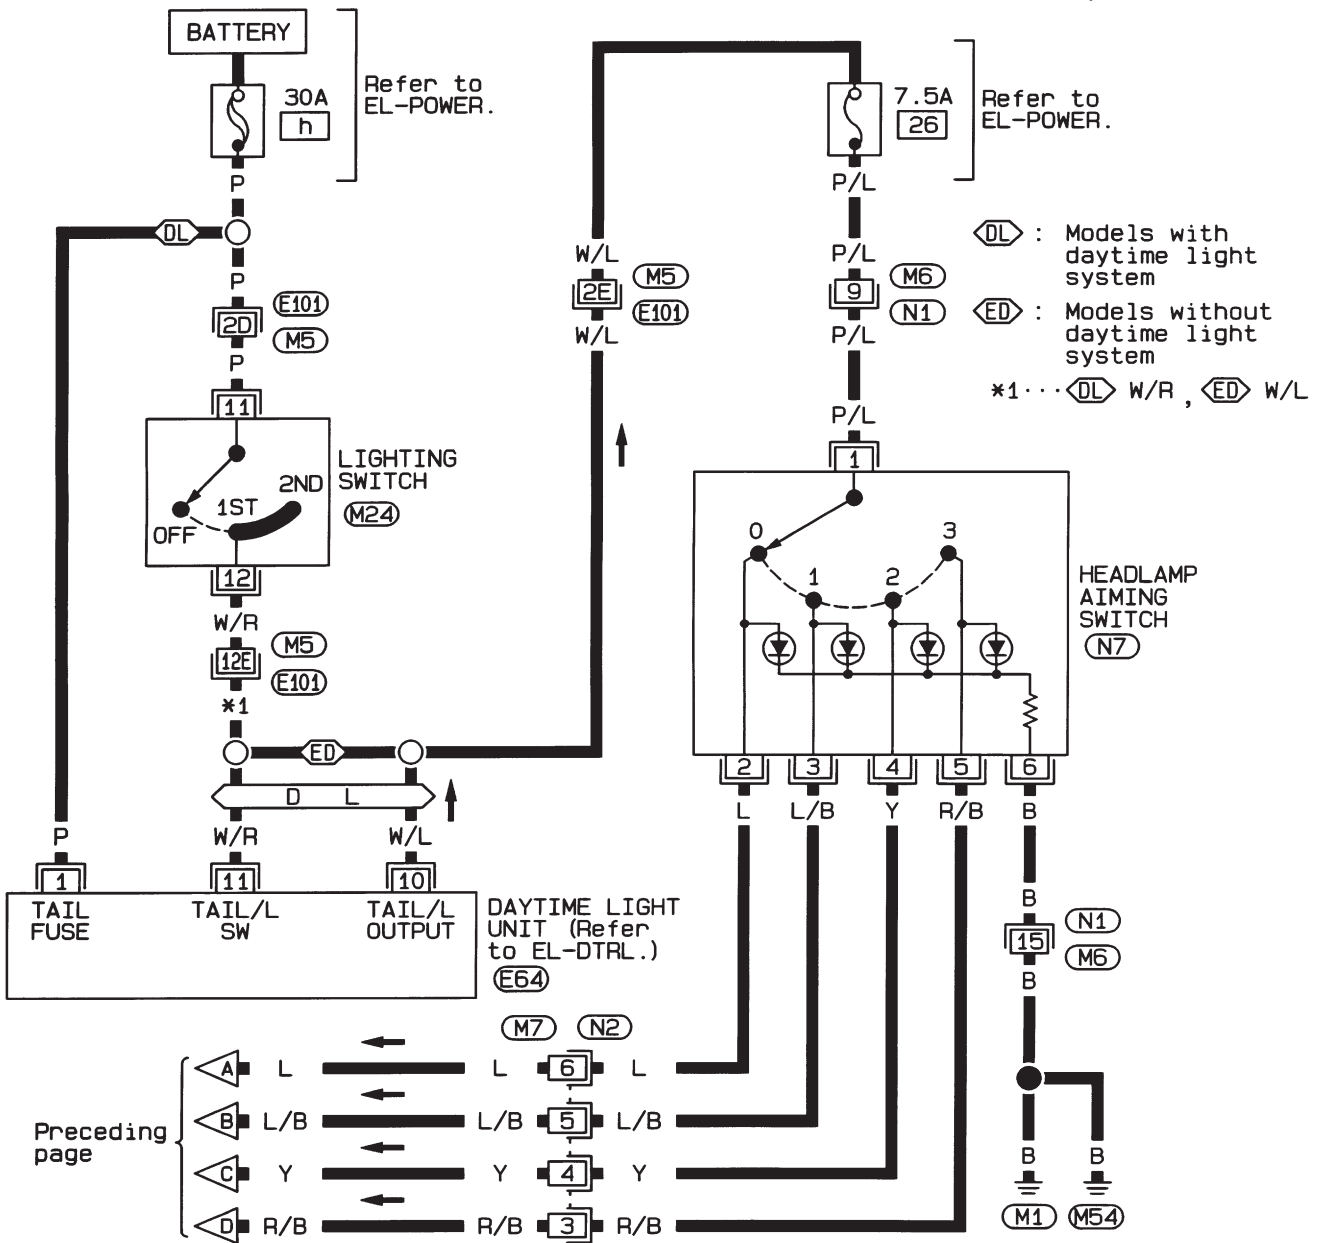 BATTERY
30A
h
Refer to
EL-POWER.
7.5A
26
Refer to
EL-POWER.
P
P/L
DL
DL : Models with
daytime light
system
P
W/L
P/L
E101
2D
M5
2E
M5
E101
9
M6
N1
ED : Models without
daytime light
system
P
W/L
P/L
*1··· DL W/R , ED W/L
11
P/L
1
LIGHTING
SWITCH
M24
OFF
1ST
2ND
0
1
2
3
HEADLAMP
AIMING
SWITCH
N7
12
W/R
M5
12E
E101
*1
ED
D L
2
3
4
5
6
L
L/B
Y
R/B
B
P
W/R
W/L
1
11
10
TAIL
FUSE
TAIL/L
SW
TAIL/L
OUTPUT
DAYTIME LIGHT
UNIT (Refer
to EL-DTRL.)
E64
B
15
N1
M6
B
M7
N2
Preceding
page
A L L 6 L
B L/B L/B 5 L/B
C Y Y 4 Y
D R/B R/B 3 R/B
B
B
M1
M54